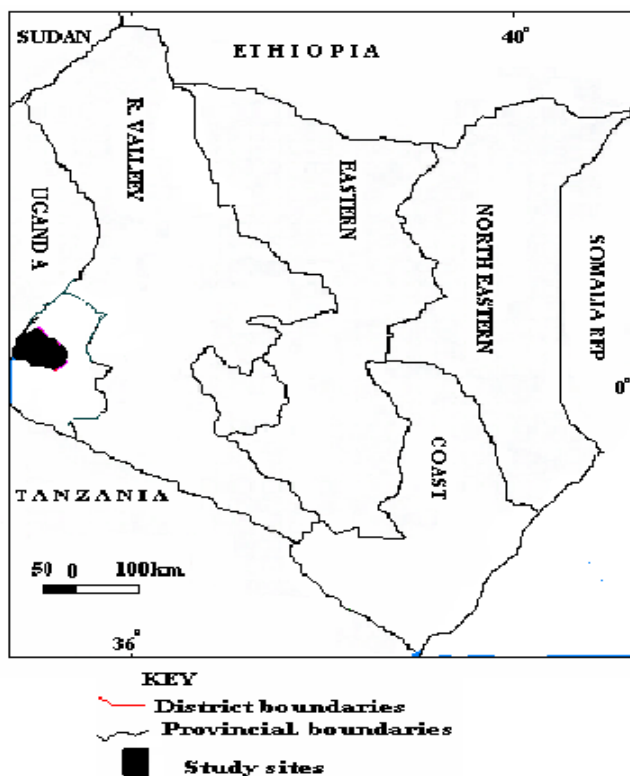 SUDAN
ETHIOPIA
40°
R. VALLEEY
EASTERN
UGANDA
NORTH EASTERN
SOMALIA REP
0°
COAST
TANZANIA
50 0 100km.
36°
KEY
District boundaries
Provincial boundaries
Study sites